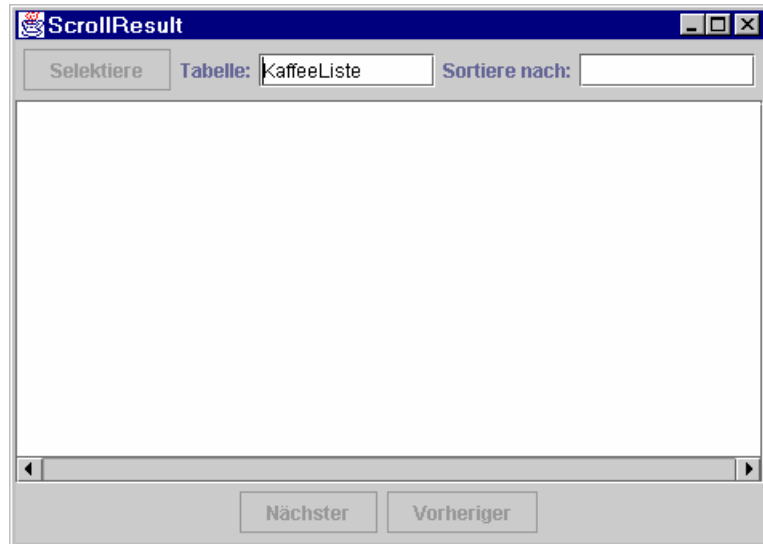 ScrollResult
Selektiere Tabelle: KaffeeListe Sortiere nach:
Nächster Vorheriger